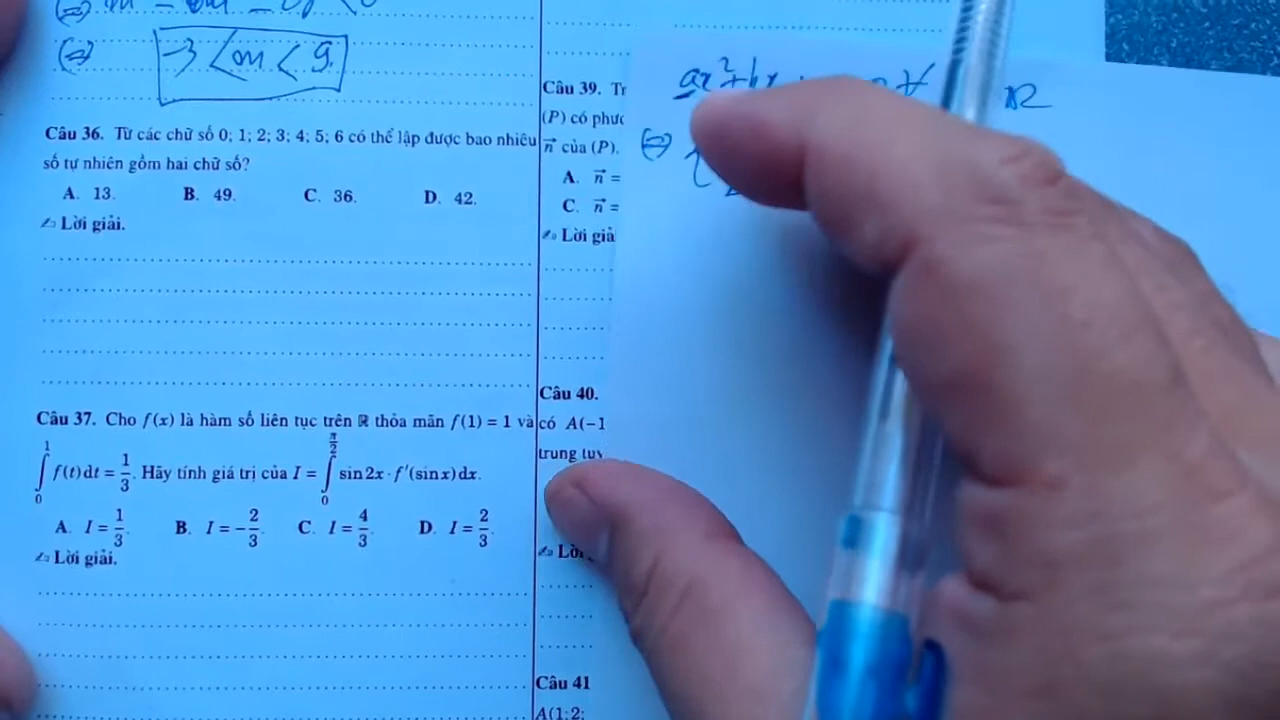 (⇔)
(⇔) -3 < m < 9.
Câu 36. Từ các chữ số 0; 1; 2; 3; 4; 5; 6 có thể lập được bao nhiêu
số tự nhiên gồm hai chữ số?
A. 13. B. 49. C. 36. D. 42.
Lời giải.
Câu 37. Cho f(x) là hàm số liên tục trên ℝ thỏa mãn f(1) = 1 và
∫₀¹ f(t)dt = 1/3. Hãy tính giá trị của I = ∫₀^(π/2) sin 2x · f′(sin x)dx.
A. I = 1/3. B. I = -2/3. C. I = 4/3. D. I = 2/3.
Lời giải.
Câu 39.
(P) có
n⃗ của (P).
A. n⃗ =
C. n⃗ =
Lời
Câu 40.
có A(−1
trung
Câu 41
A(1; 2;
ax² + bx ∀ ℝ
(⇔) {